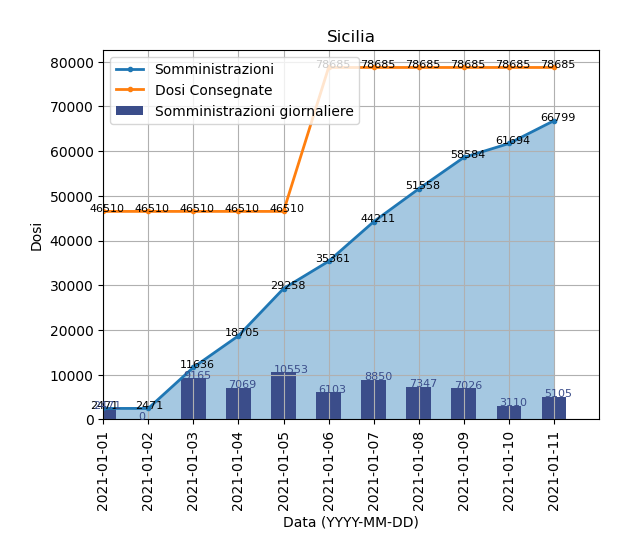 Sicilia
Somministrazioni
Dosi Consegnate
Somministrazioni giornaliere
Dosi
80000
70000
60000
50000
40000
30000
20000
10000
0
46510 46510 46510 46510 46510 78685 78685 78685 78685 78685 78685
2471 2471 11636 18705 29258 35361 44211 51558 58584 61694 66799
2471 0 9165 7069 10553 6103 8850 7347 7026 3110 5105
2021-01-01
2021-01-02
2021-01-03
2021-01-04
2021-01-05
2021-01-06
2021-01-07
2021-01-08
2021-01-09
2021-01-10
2021-01-11
Data (YYYY-MM-DD)